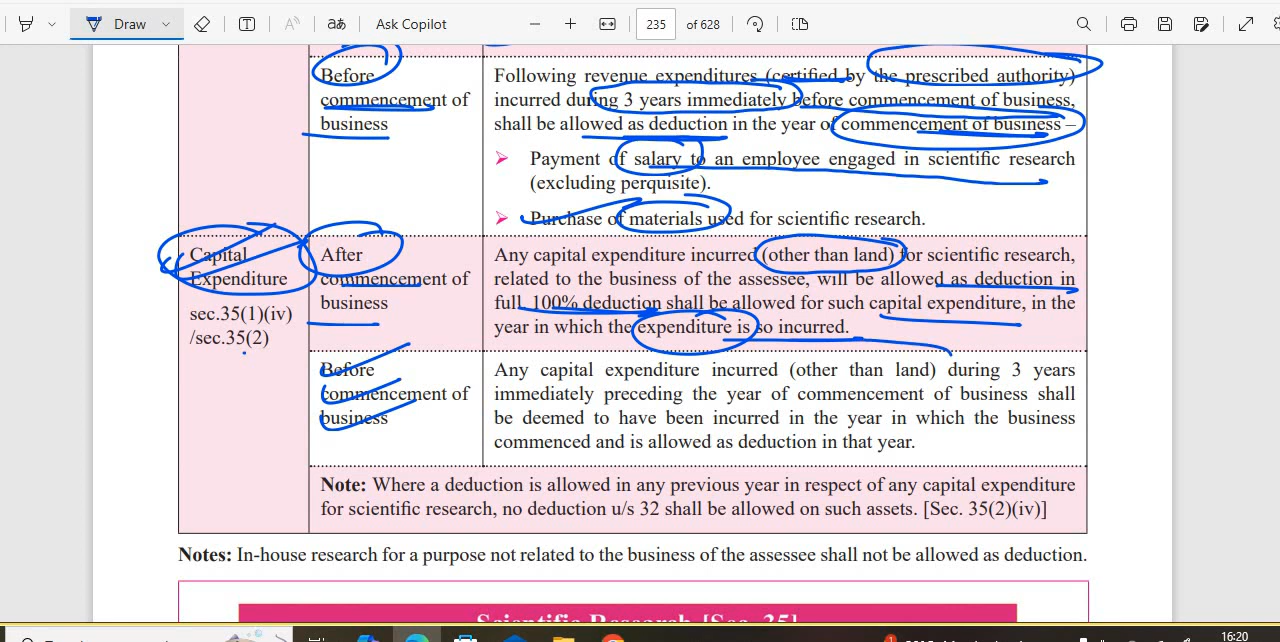 Draw
aあ
Ask Copilot
235
of 628
Before
commencement of
business
Following revenue expenditures (certified by the prescribed authority)
incurred during 3 years immediately before commencement of business,
shall be allowed as deduction in the year of commencement of business –
Payment of salary to an employee engaged in scientific research
(excluding perquisite).
Purchase of materials used for scientific research.
Capital
Expenditure
sec.35(1)(iv)
/sec.35(2)
After
commencement of
business
Any capital expenditure incurred (other than land) for scientific research,
related to the business of the assessee, will be allowed as deduction in
full. 100% deduction shall be allowed for such capital expenditure, in the
year in which the expenditure is so incurred.
Before
commencement of
business
Any capital expenditure incurred (other than land) during 3 years
immediately preceding the year of commencement of business shall
be deemed to have been incurred in the year in which the business
commenced and is allowed as deduction in that year.
Note: Where a deduction is allowed in any previous year in respect of any capital expenditure
for scientific research, no deduction u/s 32 shall be allowed on such assets. [Sec. 35(2)(iv)]
Notes: In-house research for a purpose not related to the business of the assessee shall not be allowed as deduction.
Scientific Research [Sec. 35]
16:20